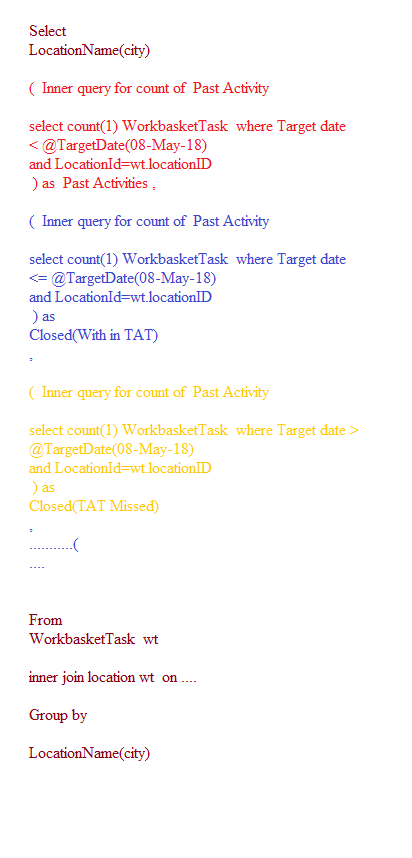 Select
LocationName(city)
( Inner query for count of Past Activity
select count(1) WorkbasketTask where Target date
< @TargetDate(08-May-18)
and LocationId=wt.locationID
) as Past Activities ,
( Inner query for count of Past Activity
select count(1) WorkbasketTask where Target date
<= @TargetDate(08-May-18)
and LocationId=wt.locationID
) as
Closed(With in TAT)
,
( Inner query for count of Past Activity
select count(1) WorkbasketTask where Target date >
@TargetDate(08-May-18)
and LocationId=wt.locationID
) as
Closed(TAT Missed)
,
...........(
....
From
WorkbasketTask wt
inner join location wt on ....
Group by
LocationName(city)